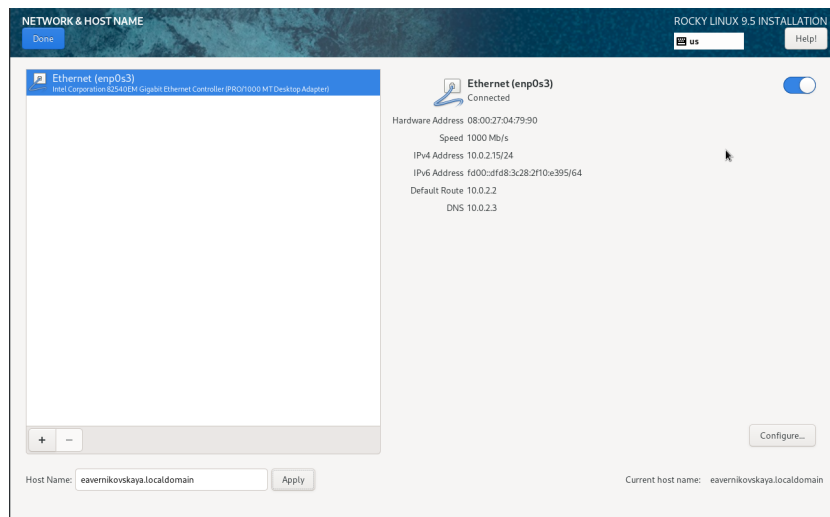 NETWORK & HOST NAME
ROCKY LINUX 9.5 INSTALLATION
Done
us
Help!
Ethernet (enp0s3)
Intel Corporation 82540EM Gigabit Ethernet Controller (PRO/1000 MT Desktop Adapter)
Ethernet (enp0s3)
Connected
Hardware Address 08:00:27:04:79:90
Speed 1000 Mb/s
IPv4 Address 10.0.2.15/24
IPv6 Address fd00::dfd8:3c28:2f10:e395/64
Default Route 10.0.2.2
DNS 10.0.2.3
+ −
Configure...
Host Name: eavernikovskaya.localdomain Apply
Current host name: eavernikovskaya.localdomain